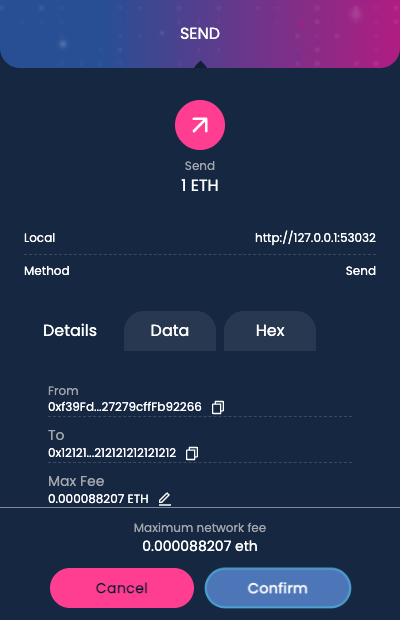 SEND
Send
1 ETH
Local http://127.0.0.1:53032
Method Send
Details Data Hex
From
0xf39Fd...27279cffFb92266
To
0x12121...212121212121212
Max Fee
0.000088207 ETH
Maximum network fee
0.000088207 eth
Cancel Confirm